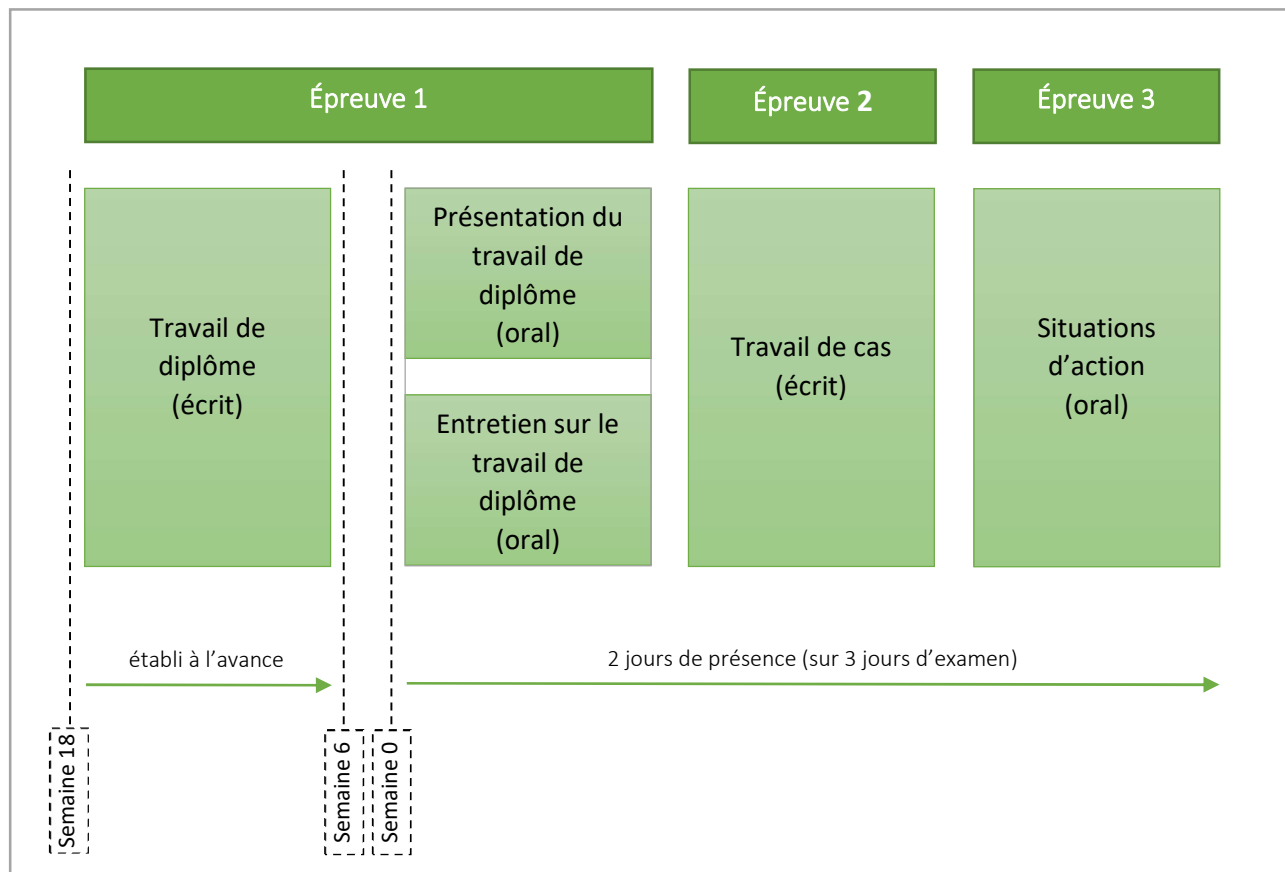 Épreuve 1
Épreuve 2
Épreuve 3
Travail de
diplôme
(écrit)
Présentation du
travail de
diplôme
(oral)
Entretien sur le
travail de
diplôme
(oral)
Travail de cas
(écrit)
Situations
d’action
(oral)
établi à l’avance
2 jours de présence (sur 3 jours d’examen)
Semaine 18
Semaine 6
Semaine 0